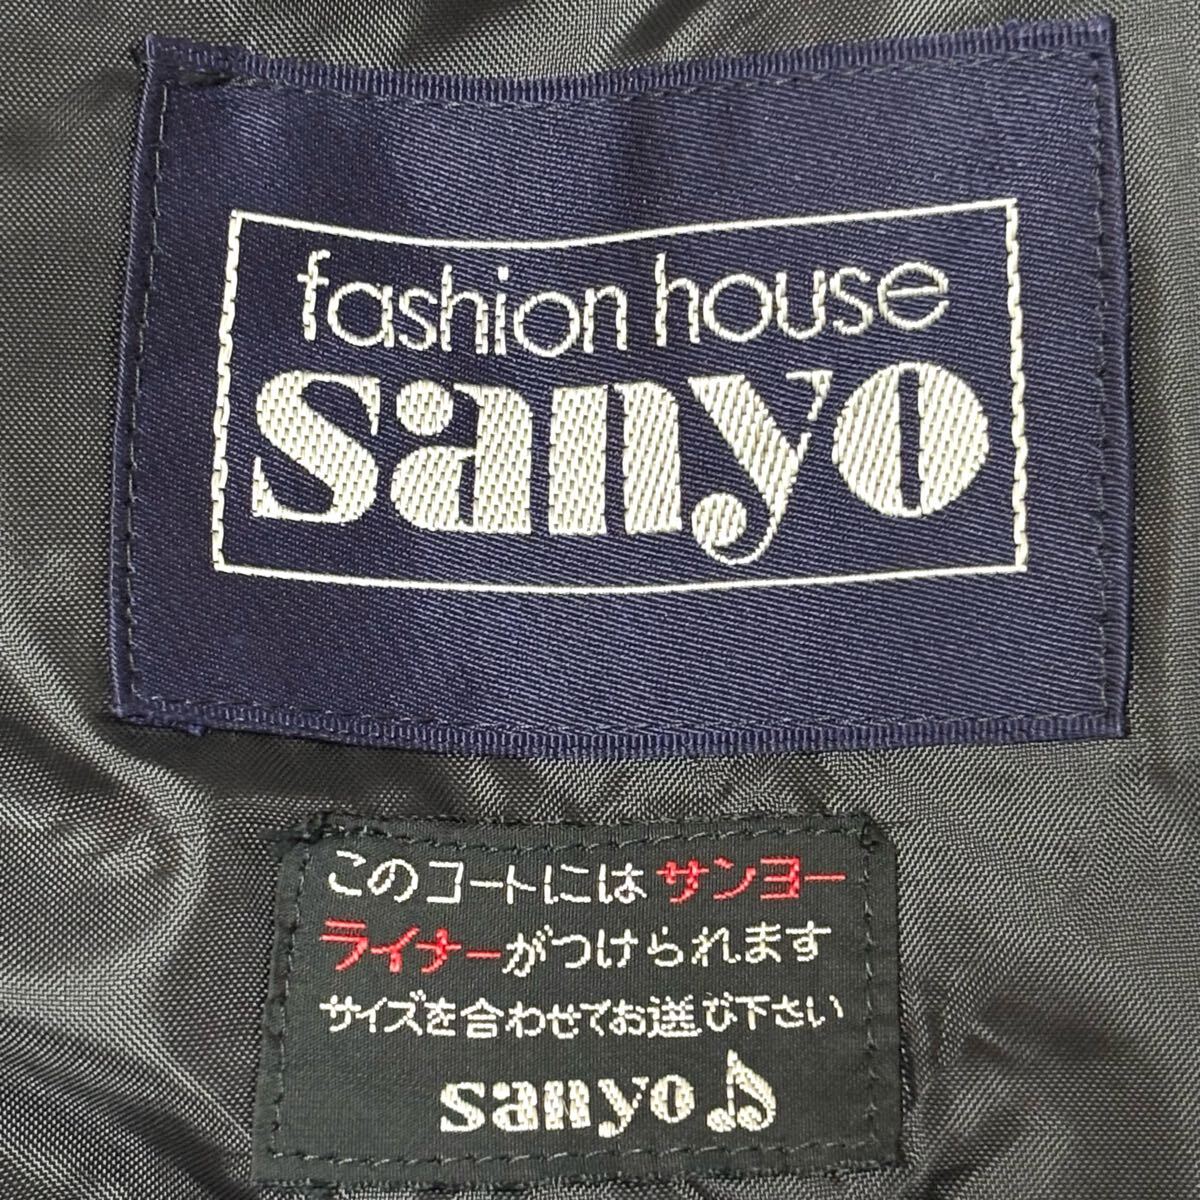 fashion house
sanyo
このコートにはサンヨー
ライナーがつけられます
サイズを合わせてお選び下さい
sanyo